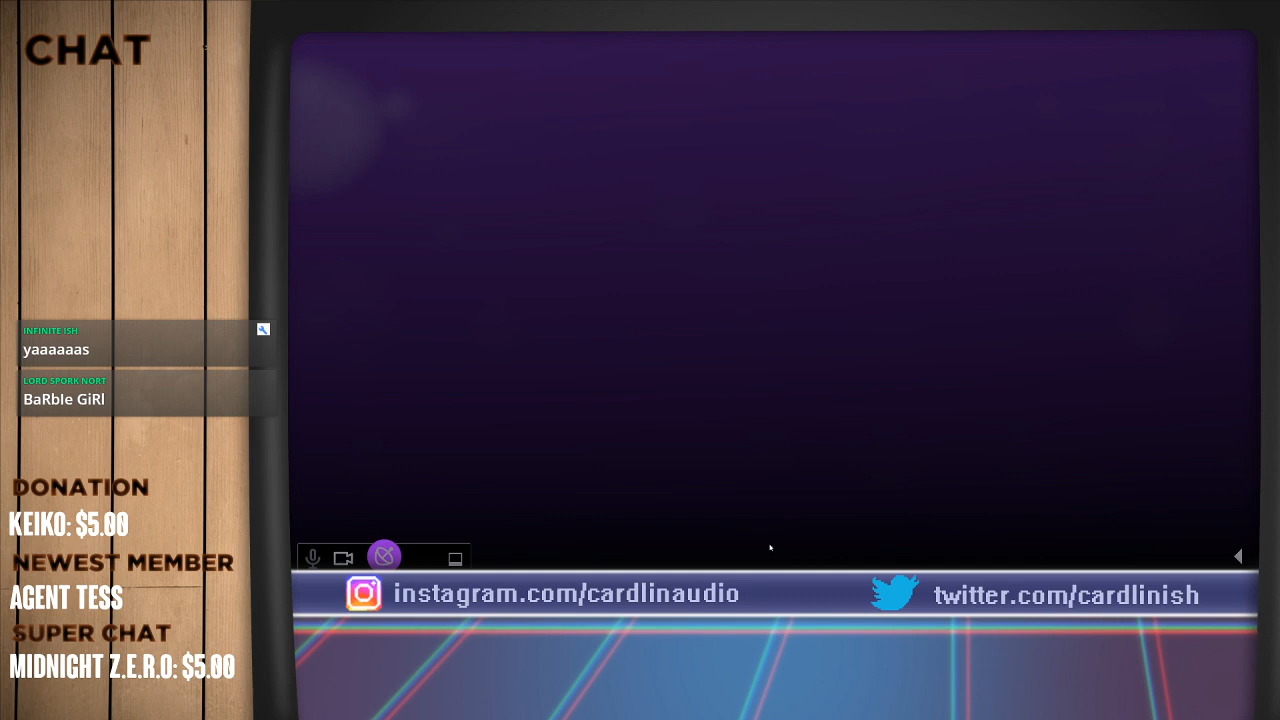 CHAT
INFINITE ISH
yaaaaaas
LORD SPORK NORT
BaRble GiRl
DONATION
KEIKO: $5.00
NEWEST MEMBER
AGENT TESS
SUPER CHAT
MIDNIGHT Z.E.R.O: $5.00
instagram.com/cardlinaudio
twitter.com/cardlinish